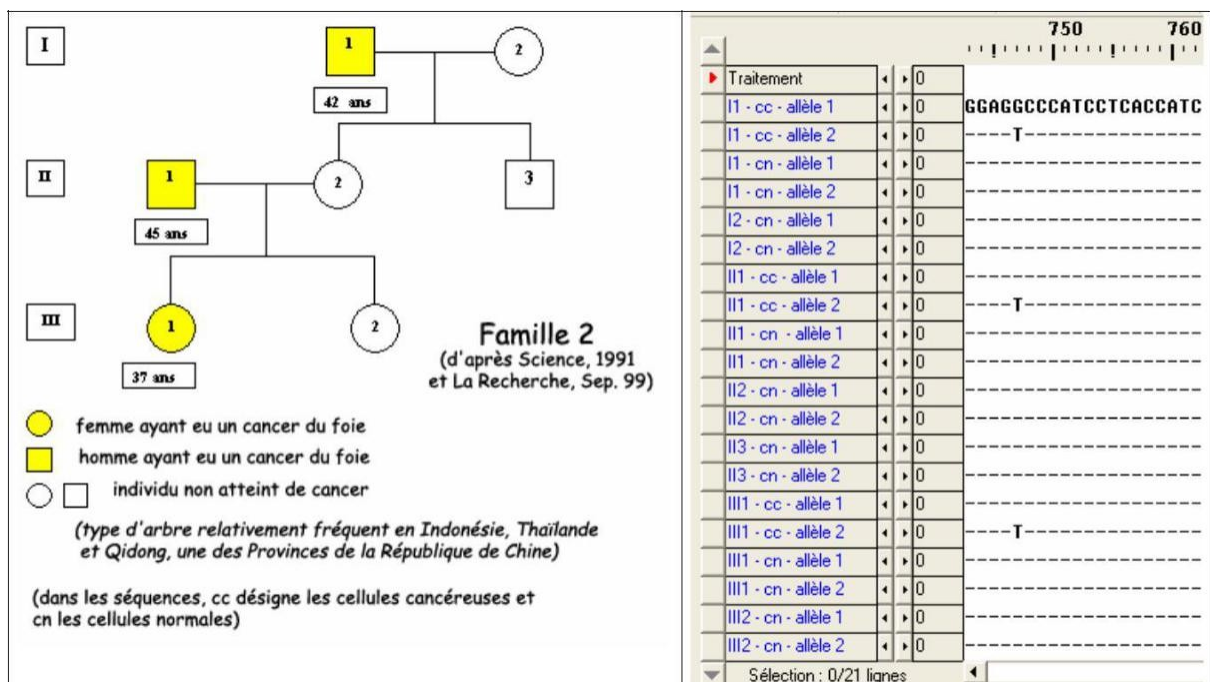 I
1
2
42 ans
II
1
2
3
45 ans
III
1
2
37 ans
Famille 2
(d'après Science, 1991
et La Recherche, Sep. 99)
femme ayant eu un cancer du foie
homme ayant eu un cancer du foie
individu non atteint de cancer
(type d'arbre relativement fréquent en Indonésie, Thaïlande
et Qidong, une des Provinces de la République de Chine)
(dans les séquences, cc désigne les cellules cancéreuses et
cn les cellules normales)
750 760
Traitement 0
I1 - cc - allèle 1 0 GGAGGCCCATCCTCACCATC
I1 - cc - allèle 2 0 ----T---------------
I1 - cn - allèle 1 0 --------------------
I1 - cn - allèle 2 0 --------------------
I2 - cn - allèle 1 0 --------------------
I2 - cn - allèle 2 0 --------------------
II1 - cc - allèle 1 0 --------------------
II1 - cc - allèle 2 0 ----T---------------
II1 - cn - allèle 1 0 --------------------
II1 - cn - allèle 2 0 --------------------
II2 - cn - allèle 1 0 --------------------
II2 - cn - allèle 2 0 --------------------
II3 - cn - allèle 1 0 --------------------
II3 - cn - allèle 2 0 --------------------
III1 - cc - allèle 1 0 --------------------
III1 - cc - allèle 2 0 ----T---------------
III1 - cn - allèle 1 0 --------------------
III1 - cn - allèle 2 0 --------------------
III2 - cn - allèle 1 0 --------------------
III2 - cn - allèle 2 0 --------------------
Sélection : 0/21 lignes